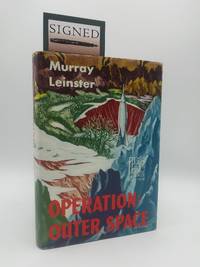 SIGNED
Murray
Leinster
OPERATION
OUTER SPACE